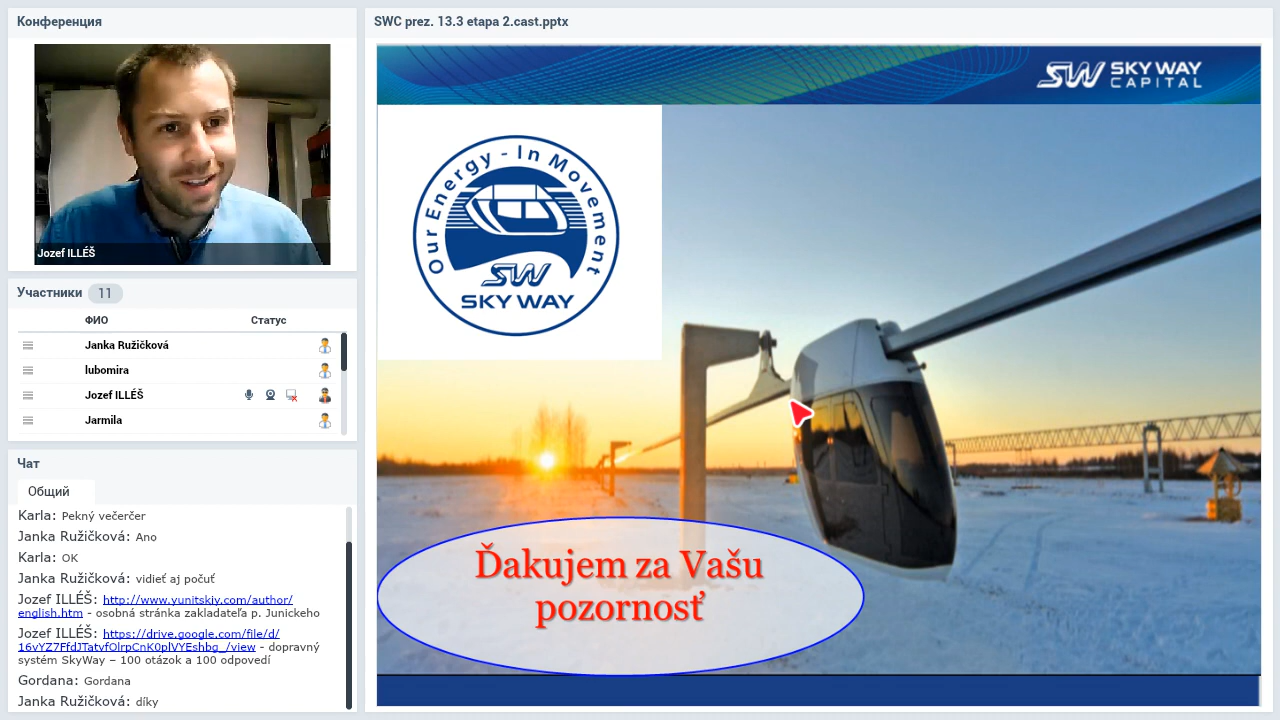 Конференция
Jozef ILLÉŠ
Участники 11
ФИО Статус
Janka Ružičková
lubomira
Jozef ILLÉŠ
Jarmila
Чат
Общий
Karla: Pekný večerčer
Janka Ružičková: Ano
Karla: OK
Janka Ružičková: vidieť aj počuť
Jozef ILLÉŠ: http://www.yunitskiy.com/author/
english.htm - osobná stránka zakladateľa p. Junickeho
Jozef ILLÉŠ: https://drive.google.com/file/d/
16vYZ7FfdJTatvfOlrpCnK0plVYEshbg_/view - dopravný
systém SkyWay – 100 otázok a 100 odpovedí
Gordana: Gordana
Janka Ružičková: díky
SWC prez. 13.3 etapa 2.cast.pptx
SW SKY WAY
CAPITAL
Our Energy - In Movement
SW
SKY WAY
Ďakujem za Vašu
pozornosť